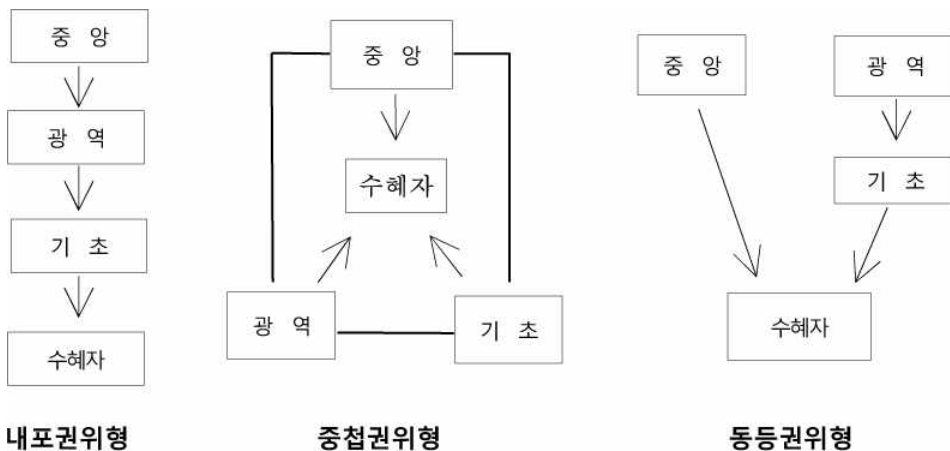 중 앙
광 역
기 초
수혜자
내포권위형
중 앙
수혜자
광 역
기 초
중첩권위형
중 앙
광 역
기 초
수혜자
동등권위형